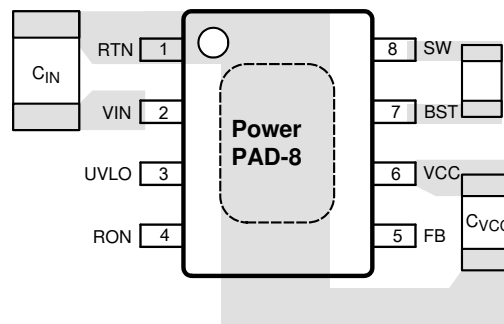 RTN 1
8 SW
C_IN
VIN 2
7 BST
Power
PAD-8
UVLO 3
6 VCC
RON 4
5 FB
C_VCC